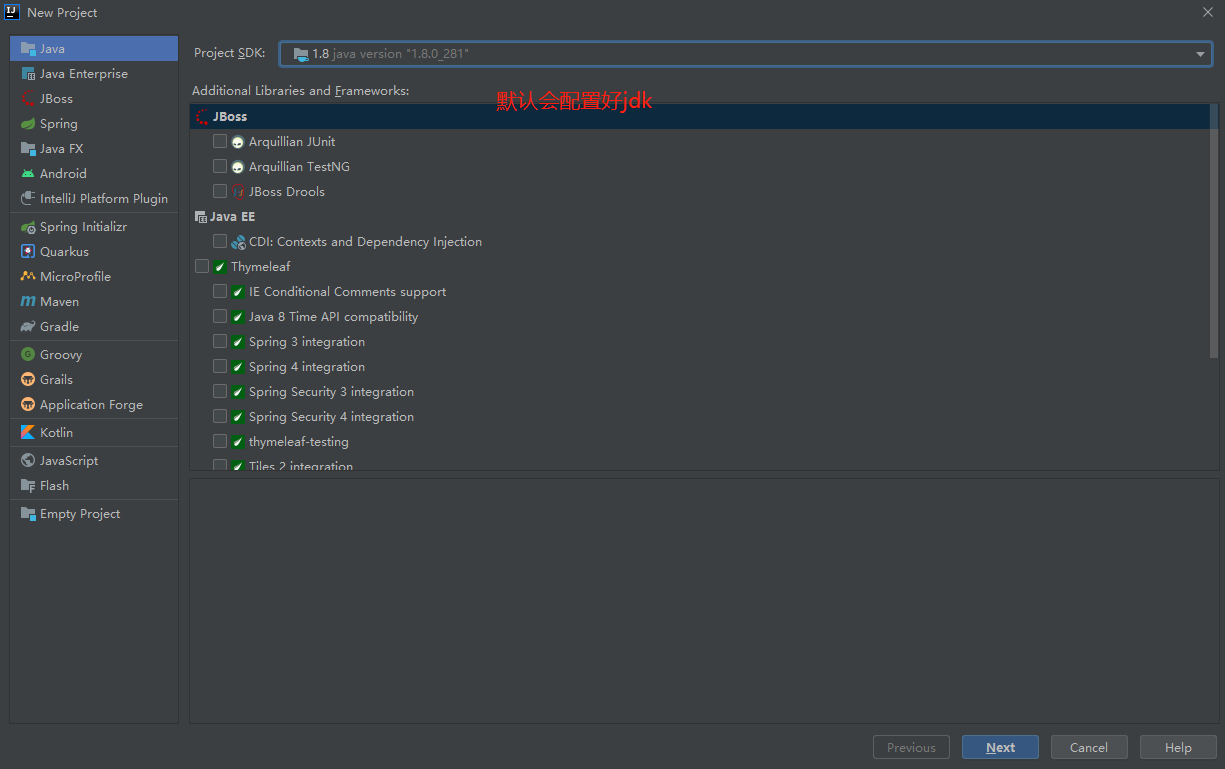 IJ New Project
Java
Java Enterprise
JBoss
Spring
Java FX
Android
IntelliJ Platform Plugin
Spring Initializr
Quarkus
MicroProfile
Maven
Gradle
Groovy
Grails
Application Forge
Kotlin
JavaScript
Flash
Empty Project
Project SDK: 1.8 java version "1.8.0_281"
Additional Libraries and Frameworks:
默认会配置好jdk
JBoss
Arquillian JUnit
Arquillian TestNG
JBoss Drools
Java EE
CDI: Contexts and Dependency Injection
Thymeleaf
IE Conditional Comments support
Java 8 Time API compatibility
Spring 3 integration
Spring 4 integration
Spring Security 3 integration
Spring Security 4 integration
thymeleaf-testing
Tiles 2 integration
Previous Next Cancel Help